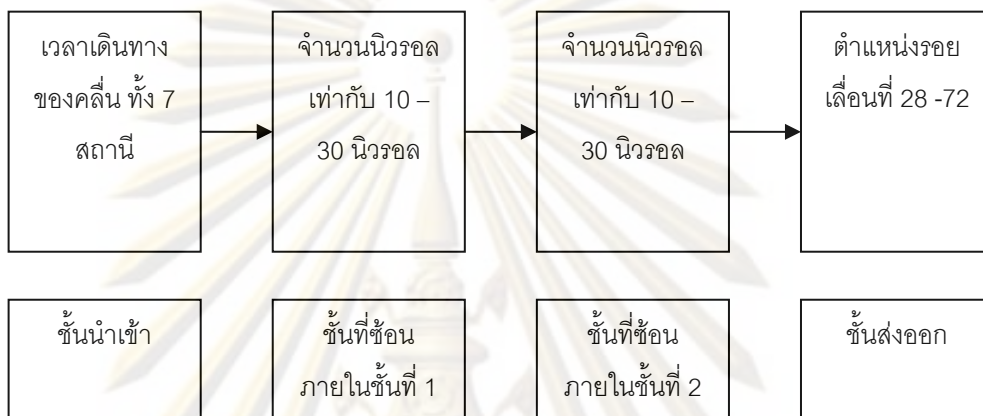 เวลาเดินทาง
ของคลื่น ทั้ง 7
สถานี
จำนวนนิวรอล
เท่ากับ 10 –
30 นิวรอล
จำนวนนิวรอล
เท่ากับ 10 –
30 นิวรอล
ตำแหน่งรอย
เลื่อนที่ 28 -72
ชั้นนำเข้า
ชั้นที่ซ้อน
ภายในชั้นที่ 1
ชั้นที่ซ้อน
ภายในชั้นที่ 2
ชั้นส่งออก